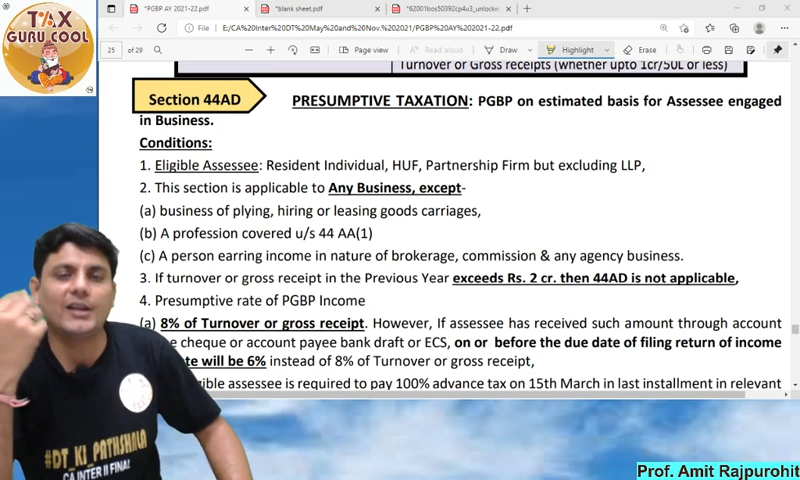 TAX
GURU COOL
*PGBP AY 2021-22.pdf
*blank sheet.pdf
*62001bos50392cp4u3_unlocked
File
E:/CA%20Inter%20DT%20May%20and%20Nov.%202021/PGBP%20AY%202021-22.pdf
25 of 29
Page view
Draw
Highlight
Erase
Turnover or Gross receipts (whether upto 1cr/50L or less)
Section 44AD PRESUMPTIVE TAXATION: PGBP on estimated basis for Assessee engaged
in Business.
Conditions:
1. Eligible Assessee: Resident Individual, HUF, Partnership Firm but excluding LLP,
2. This section is applicable to Any Business, except-
(a) business of plying, hiring or leasing goods carriages,
(b) A profession covered u/s 44 AA(1)
(c) A person earring income in nature of brokerage, commission & any agency business.
3. If turnover or gross receipt in the Previous Year exceeds Rs. 2 cr. then 44AD is not applicable,
4. Presumptive rate of PGBP Income
(a) 8% of Turnover or gross receipt. However, If assessee has received such amount through account
cheque or account payee bank draft or ECS, on or before the due date of filing return of income
will be 6% instead of 8% of Turnover or gross receipt,
assessee is required to pay 100% advance tax on 15th March in last installment in relevant
#DT_KI_PATHSHALA
CA INTER II FINAL
Prof. Amit Rajpurohit